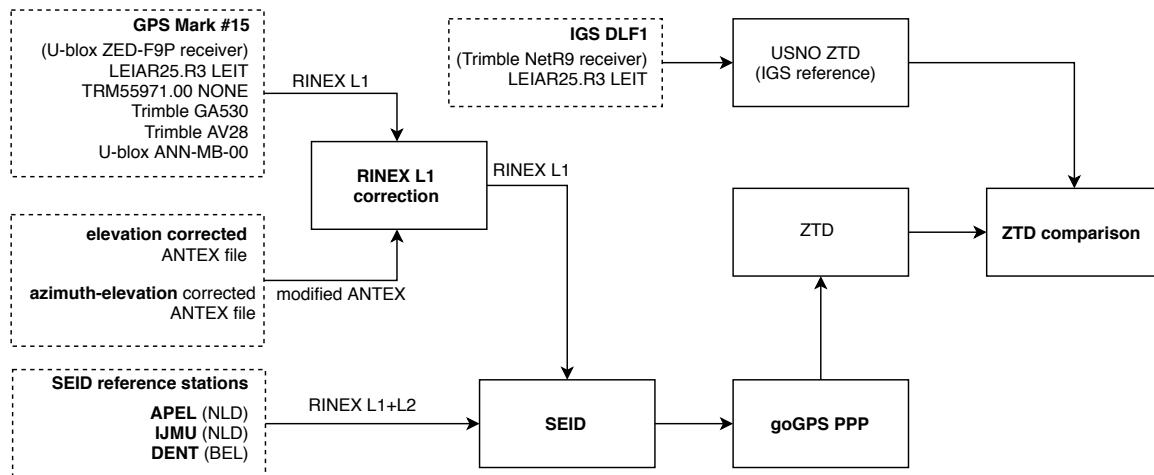 GPS Mark #15
(U-blox ZED-F9P receiver)
LEIAR25.R3 LEIT
TRM55971.00 NONE
Trimble GA530
Trimble AV28
U-blox ANN-MB-00
RINEX L1
IGS DLF1
(Trimble NetR9 receiver)
LEIAR25.R3 LEIT
USNO ZTD
(IGS reference)
RINEX L1
correction
RINEX L1
elevation corrected
ANTEX file
azimuth-elevation corrected
ANTEX file
modified ANTEX
ZTD
ZTD comparison
SEID reference stations
APEL (NLD)
IJMU (NLD)
DENT (BEL)
RINEX L1+L2
SEID
goGPS PPP